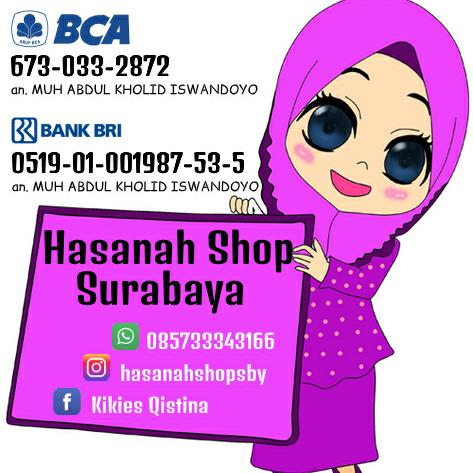 BCA
673-033-2872
an. MUH ABDUL KHOLID ISWANDOYO
BANK BRI
0519-01-001987-53-5
an. MUH ABDUL KHOLID ISWANDOYO
Hasanah Shop
Surabaya
085733343166
hasanahshopsby
Kikies Qistina